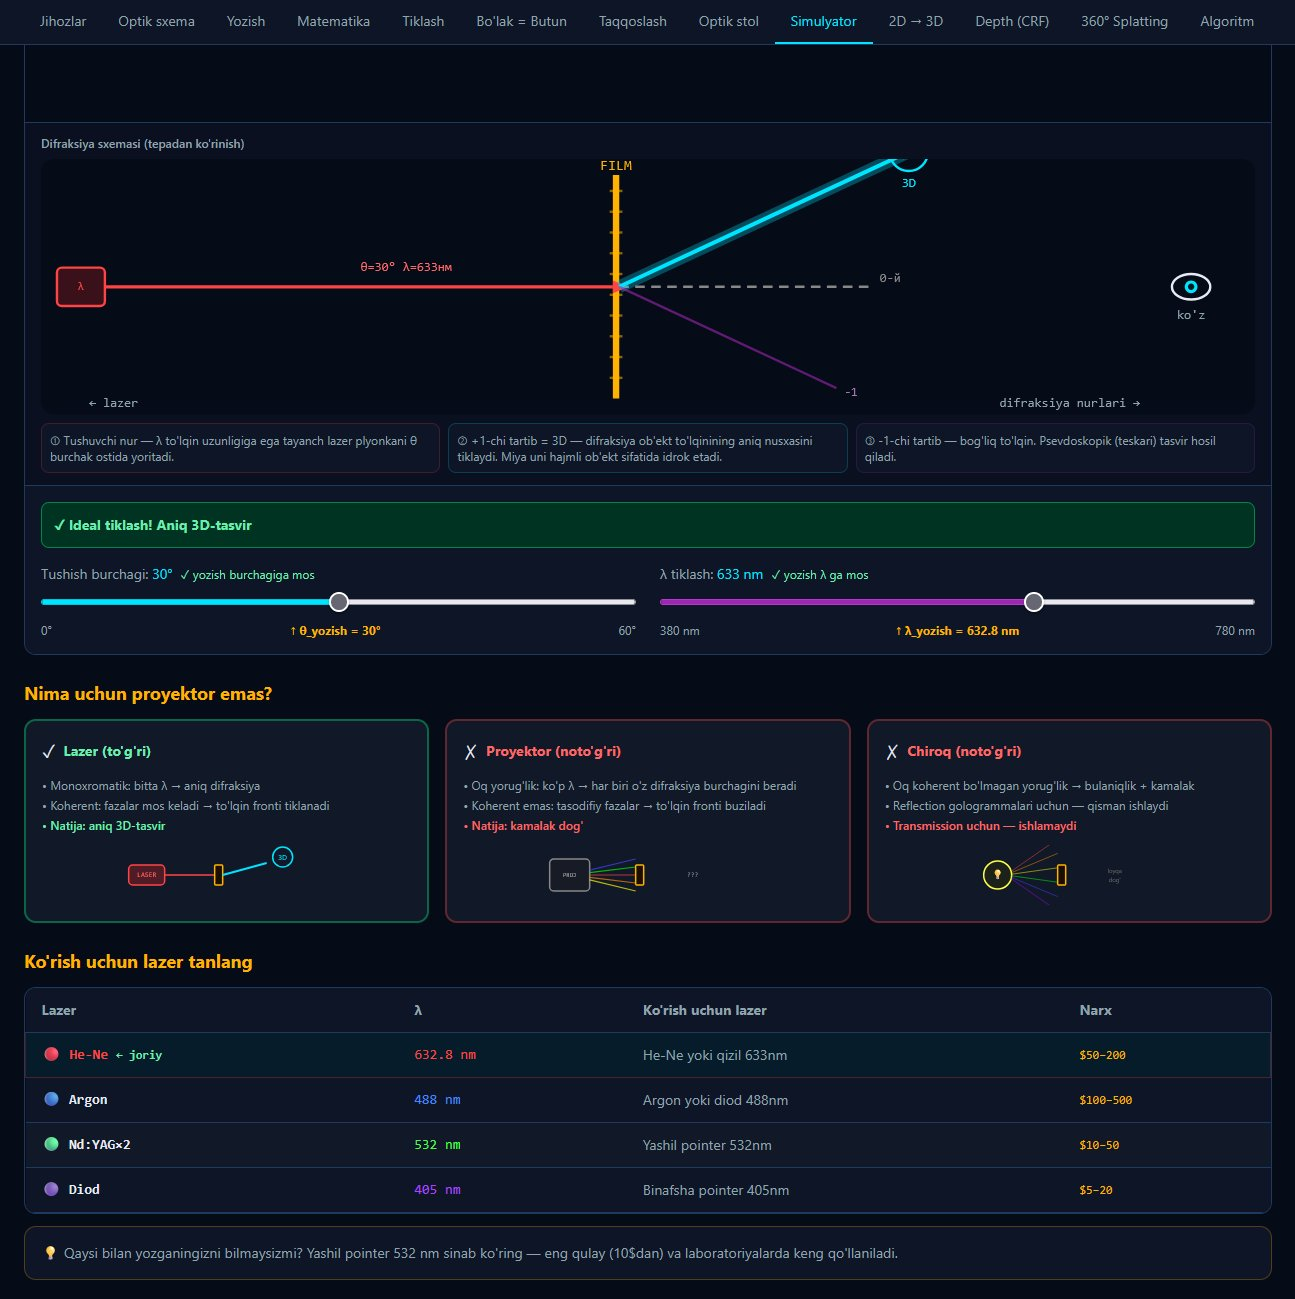 Jihozlar Optik sxema Yozish Matematika Tiklash Bo'lak = Butun Taqqoslash Optik stol Simulyator 2D → 3D Depth (CRF) 360° Splatting Algoritm
Difraksiya sxemasi (tepadan ko'rinish)
FILM
3D
θ=30° λ=633нм
0-й
λ
ko'z
-1
← lazer
difraksiya nurlari →
① Tushuvchi nur — λ to'lqin uzunligiga ega tayanch lazer plyonkani θ
burchak ostida yoritadi.
② +1-chi tartib = 3D — difraksiya ob'ekt to'lqinining aniq nusxasini
tiklaydi. Miya uni hajmli ob'ekt sifatida idrok etadi.
③ -1-chi tartib — bog'liq to'lqin. Psevdoskopik (teskari) tasvir hosil
qiladi.
✓ Ideal tiklash! Aniq 3D-tasvir
Tushish burchagi: 30° ✓ yozish burchagiga mos
λ tiklash: 633 nm ✓ yozish λ ga mos
0° ↑ θ_yozish = 30° 60°
380 nm ↑ λ_yozish = 632.8 nm 780 nm
Nima uchun proyektor emas?
✓ Lazer (to'g'ri)
• Monoxromatik: bitta λ → aniq difraksiya
• Koherent: fazalar mos keladi → to'lqin fronti tiklanadi
• Natija: aniq 3D-tasvir
LASER
3D
✗ Proyektor (noto'g'ri)
• Oq yorug'lik: ko'p λ → har biri o'z difraksiya burchagini beradi
• Koherent emas: tasodifiy fazalar → to'lqin fronti buziladi
• Natija: kamalak dog'
PROJ
???
✗ Chiroq (noto'g'ri)
• Oq koherent bo'lmagan yorug'lik → bulaniqlik + kamalak
• Reflection gologrammalari uchun — qisman ishlaydi
• Transmission uchun — ishlamaydi
loyqa
dog'
Ko'rish uchun lazer tanlang
Lazer λ Ko'rish uchun lazer Narx
He-Ne ← joriy 632.8 nm He-Ne yoki qizil 633nm $50–200
Argon 488 nm Argon yoki diod 488nm $100–500
Nd:YAG×2 532 nm Yashil pointer 532nm $10–50
Diod 405 nm Binafsha pointer 405nm $5–20
💡 Qaysi bilan yozganingizni bilmaysizmi? Yashil pointer 532 nm sinab ko'ring — eng qulay (10$dan) va laboratoriyalarda keng qo'llaniladi.